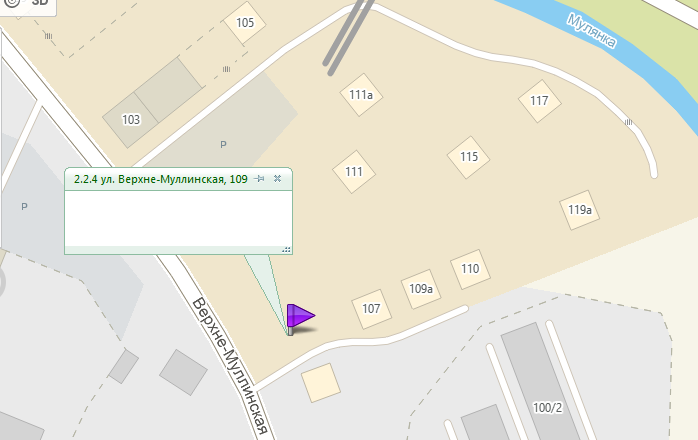 3D
105
Мулянка
111а
117
103
Р
115
111
2.2.4 ул. Верхне-Муллинская, 109
Р
119а
110
109а
107
Верхне-Муллинская
100/2